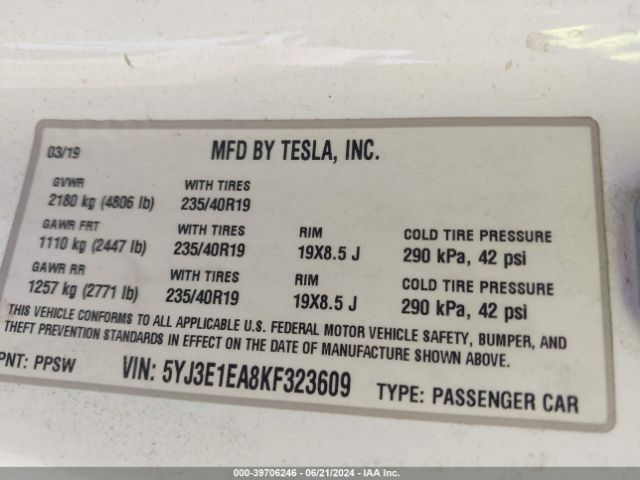 03/19 MFD BY TESLA, INC.
GVWR WITH TIRES
2180 kg (4806 lb) 235/40R19
GAWR FRT WITH TIRES RIM COLD TIRE PRESSURE
1110 kg (2447 lb) 235/40R19 19X8.5 J 290 kPa, 42 psi
GAWR RR WITH TIRES RIM COLD TIRE PRESSURE
1257 kg (2771 lb) 235/40R19 19X8.5 J 290 kPa, 42 psi
THIS VEHICLE CONFORMS TO ALL APPLICABLE U.S. FEDERAL MOTOR VEHICLE SAFETY, BUMPER, AND
THEFT PREVENTION STANDARDS IN EFFECT ON THE DATE OF MANUFACTURE SHOWN ABOVE.
PNT: PPSW VIN: 5YJ3E1EA8KF323609 TYPE: PASSENGER CAR
000-39706246 - 06/21/2024 - IAA Inc.